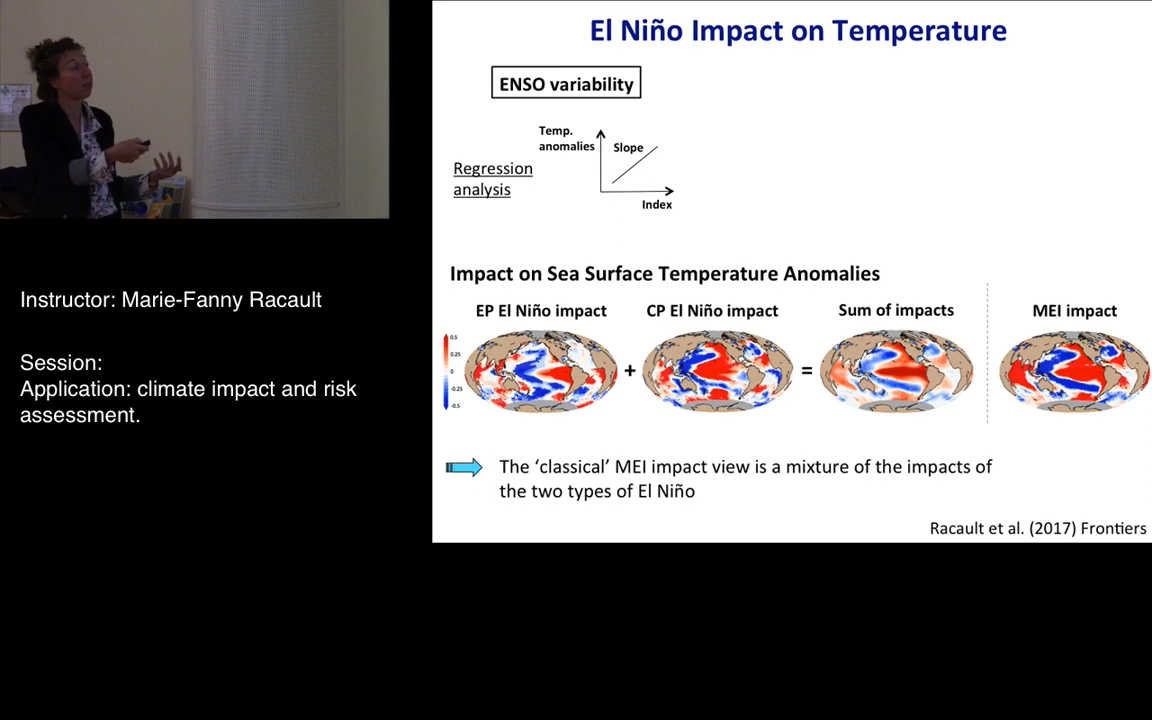 El Niño Impact on Temperature
ENSO variability
Temp.
anomalies
Slope
Regression
analysis
Index
Impact on Sea Surface Temperature Anomalies
EP El Niño impact
CP El Niño impact
Sum of impacts
MEI impact
0.5
0.25
0
-0.25
-0.5
+
=
The ‘classical’ MEI impact view is a mixture of the impacts of
the two types of El Niño
Racault et al. (2017) Frontiers
Instructor: Marie-Fanny Racault
Session:
Application: climate impact and risk
assessment.